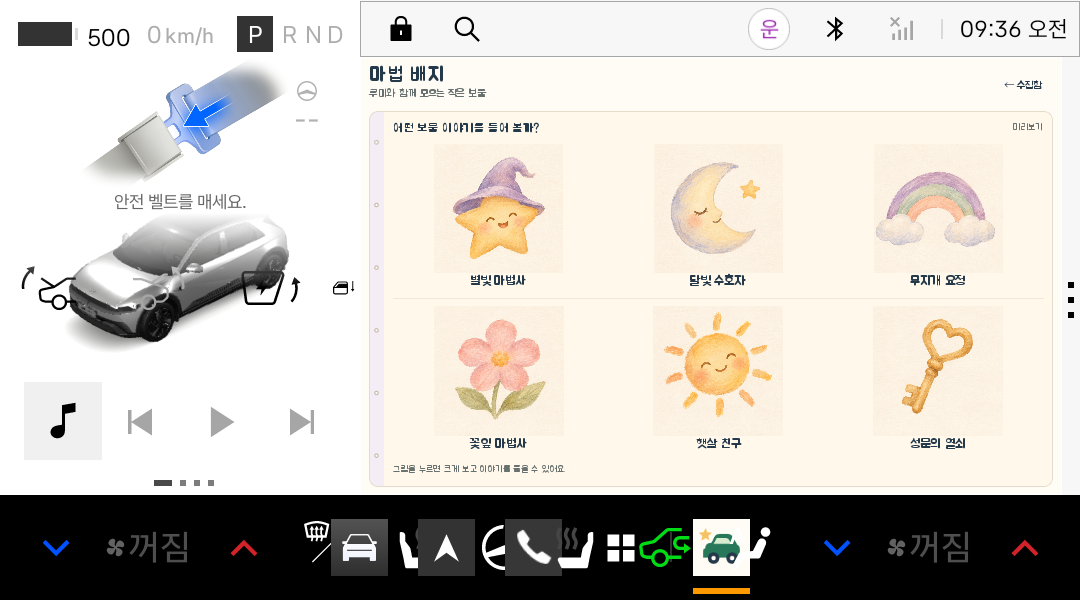 500 0 km/h P R N D
운 09:36 오전
안전 벨트를 매세요.
마법 배지
루미와 함께 모으는 작은 보물
← 수집함
어떤 보물 이야기를 들어 볼까?
미리보기
별빛 마법사
달빛 수호자
무지개 요정
꽃잎 마법사
햇살 친구
성문의 열쇠
그림을 누르면 크게 보고 이야기를 들을 수 있어요
꺼짐
꺼짐